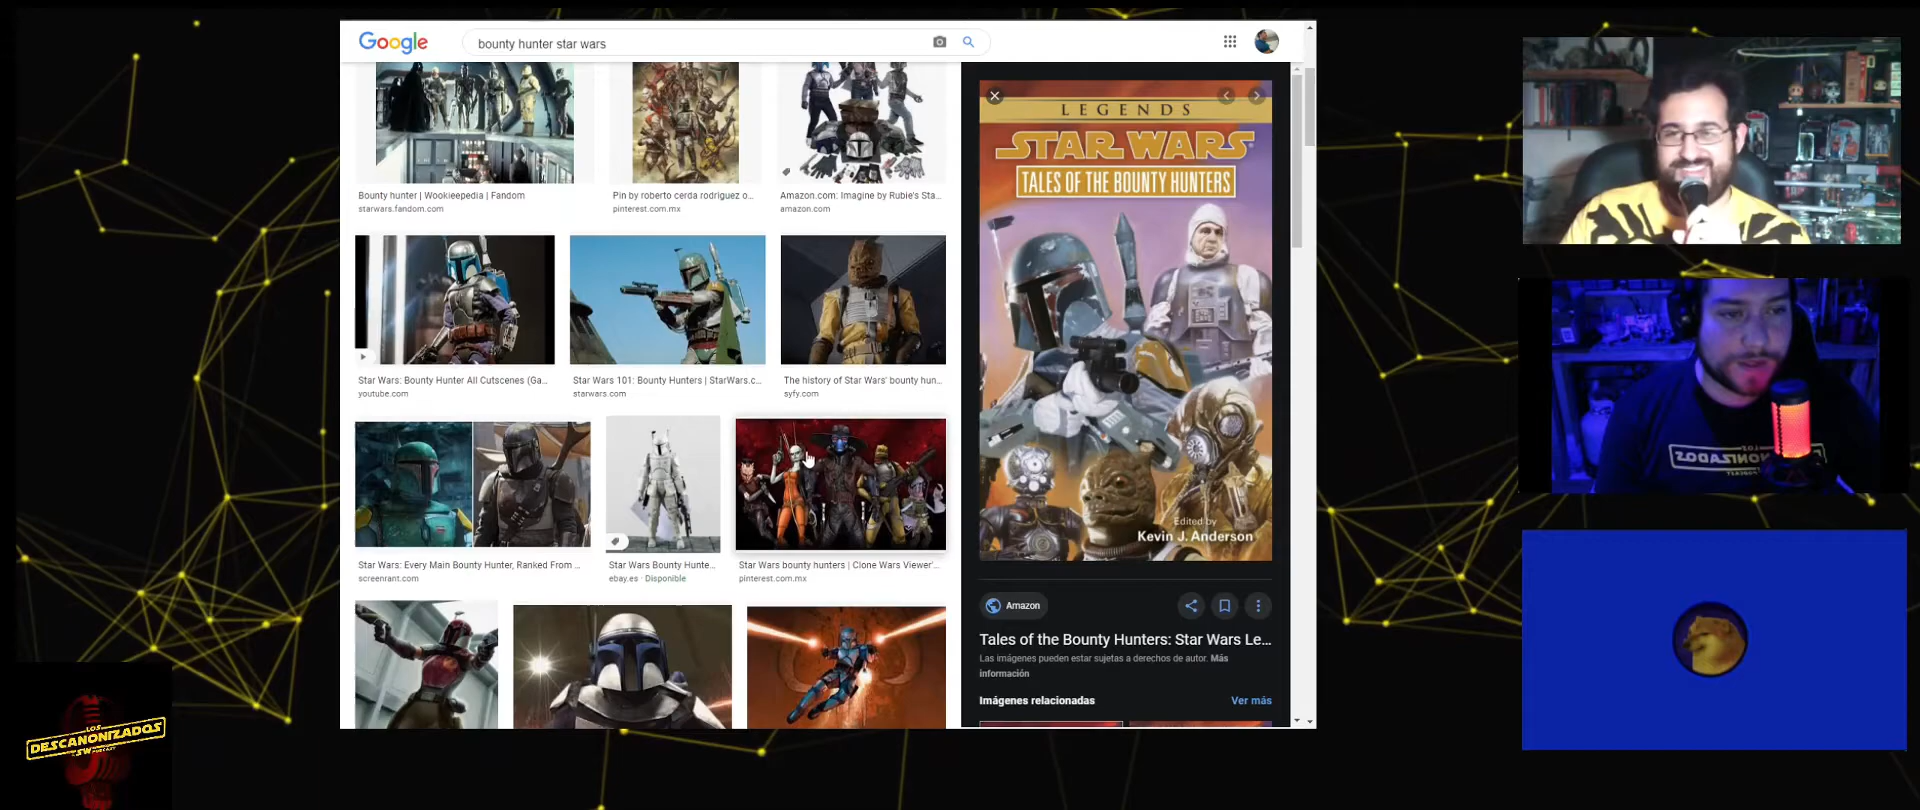 Google
bounty hunter star wars
Bounty hunter | Wookieepedia | Fandom
starwars.fandom.com
Pin by roberto cerda rodriguez o...
pinterest.com.mx
Amazon.com: Imagine by Rubie's Sta...
amazon.com
Star Wars: Bounty Hunter All Cutscenes (Ga...
youtube.com
Star Wars 101: Bounty Hunters | StarWars.c...
starwars.com
The history of Star Wars' bounty hun...
syfy.com
Star Wars: Every Main Bounty Hunter, Ranked From ...
screenrant.com
Star Wars Bounty Hunte...
ebay.es · Disponible
Star Wars bounty hunters | Clone Wars Viewer'...
pinterest.com.mx
LEGENDS
STAR WARS
TALES OF THE BOUNTY HUNTERS
Edited by
Kevin J. Anderson
Amazon
Tales of the Bounty Hunters: Star Wars Le...
Las imágenes pueden estar sujetas a derechos de autor. Más
información
Imágenes relacionadas
Ver más
LOS
DESCANONIZADOS
SW PODCAST